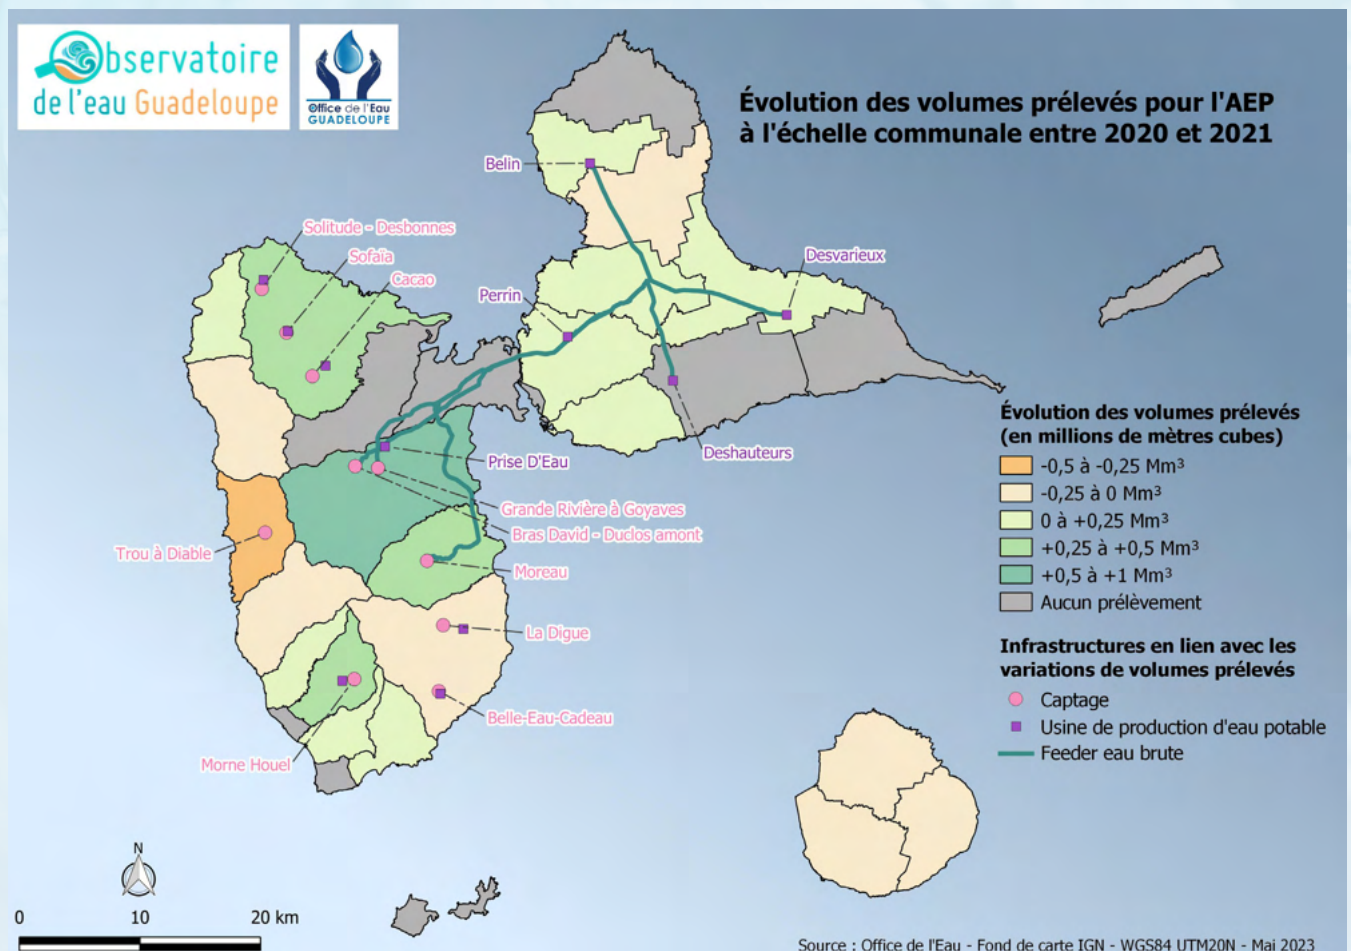 Observatoire
de l'eau Guadeloupe
Office de l'Eau
GUADELOUPE
Évolution des volumes prélevés pour l'AEP
à l'échelle communale entre 2020 et 2021
Belin
Solitude - Desbonnes
Sofaïa
Cacao
Desvarieux
Perrin
Deshauteurs
Prise D'Eau
Grande Rivière à Goyaves
Bras David - Duclos amont
Trou à Diable
Moreau
La Digue
Belle-Eau-Cadeau
Morne Houel
Évolution des volumes prélevés
(en millions de mètres cubes)
-0,5 à -0,25 Mm³
-0,25 à 0 Mm³
0 à +0,25 Mm³
+0,25 à +0,5 Mm³
+0,5 à +1 Mm³
Aucun prélèvement
Infrastructures en lien avec les
variations de volumes prélevés
Captage
Usine de production d'eau potable
Feeder eau brute
N
0 10 20 km
Source : Office de l'Eau - Fond de carte IGN - WGS84 UTM20N - Mai 2023